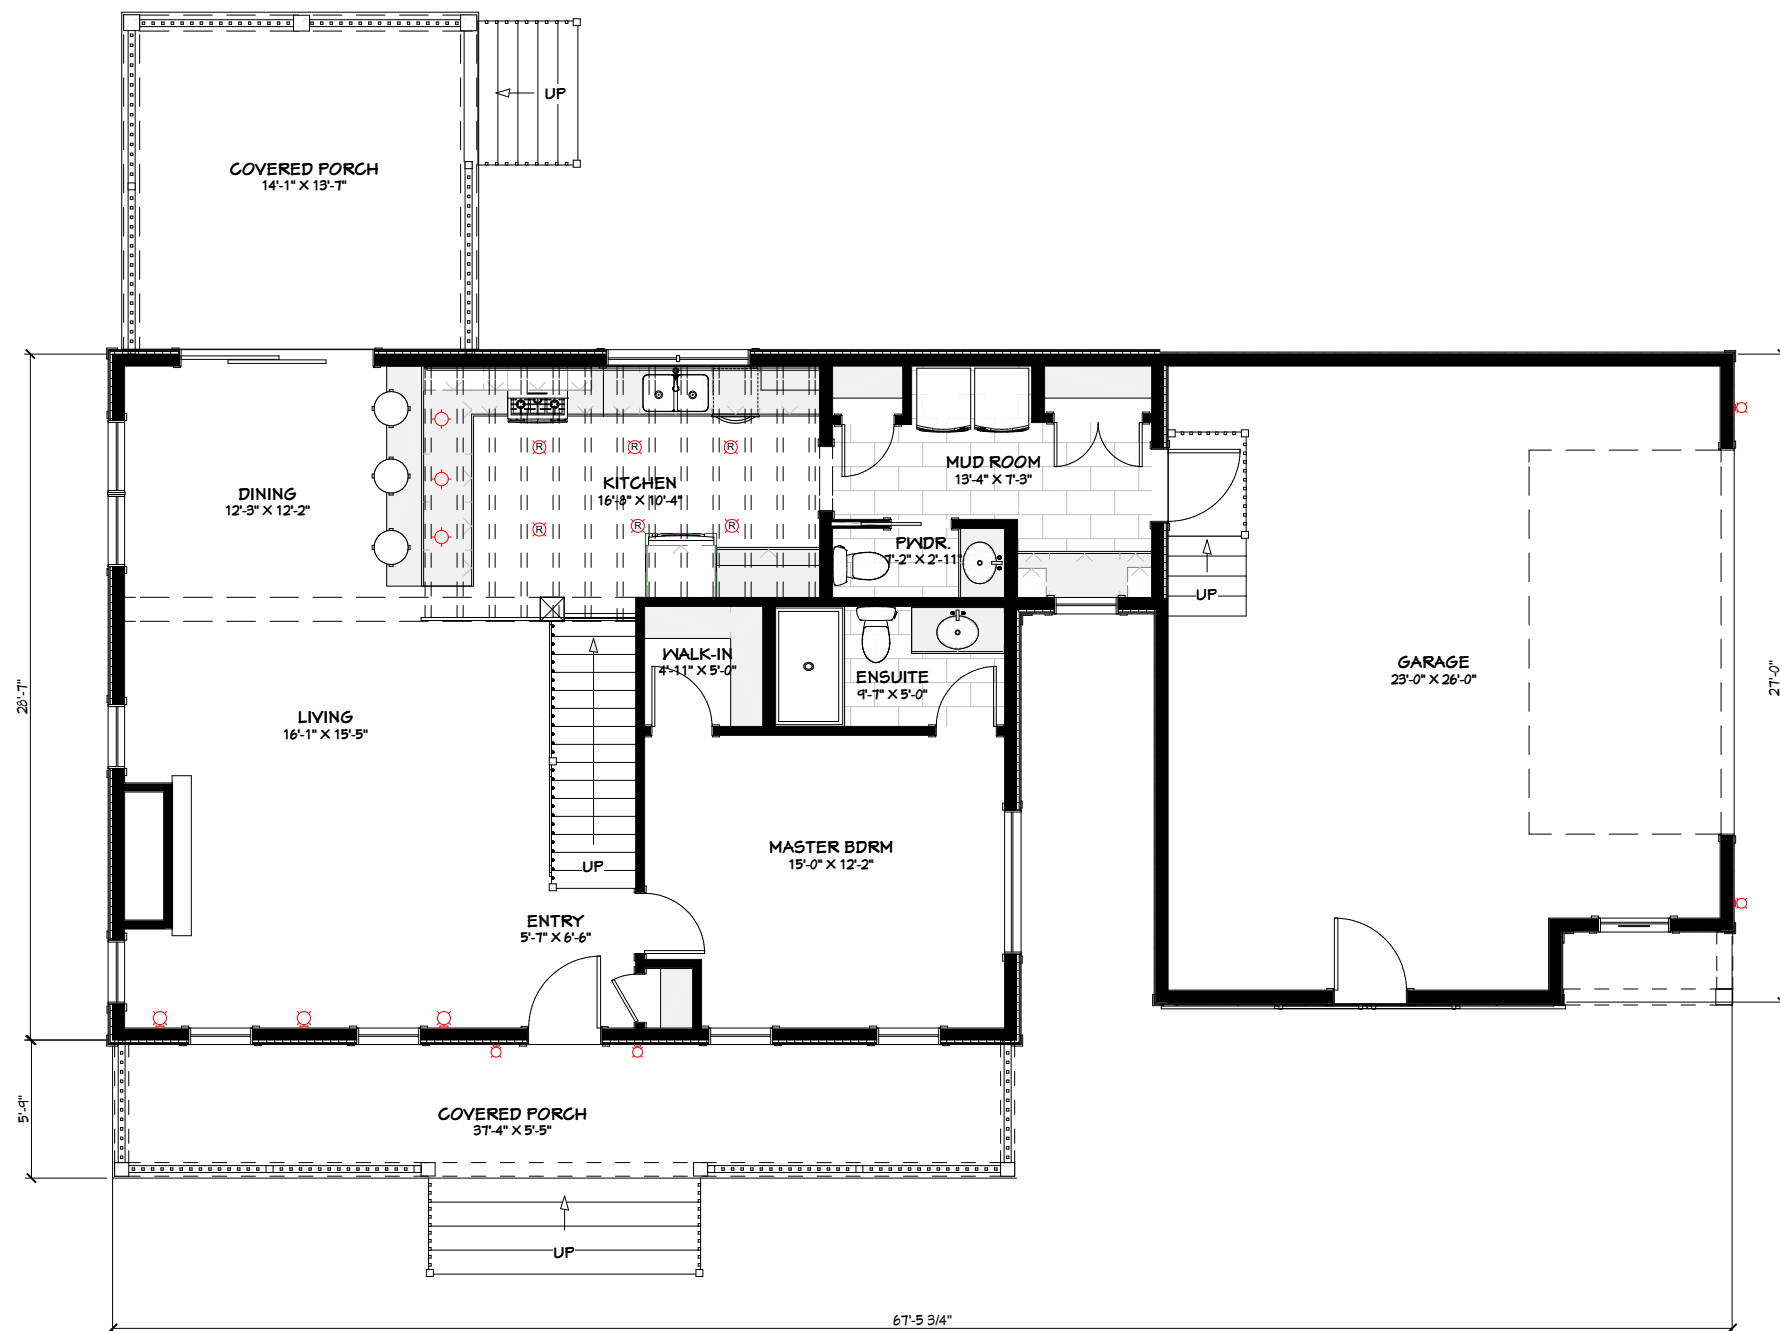 UP
COVERED PORCH
14'-1" X 13'-7"
R
R
R
MUD ROOM
13'-4" X 7'-3"
KITCHEN
16'-8" X 10'-4"
DINING
12'-3" X 12'-2"
R
R
R
PWDR.
7'-2" X 2'-11"
UP
WALK-IN
4'-11" X 5'-0"
ENSUITE
9'-7" X 5'-0"
GARAGE
23'-0" X 26'-0"
27'-0"
28'-7"
LIVING
16'-1" X 15'-5"
MASTER BDRM
15'-0" X 12'-2"
UP
ENTRY
5'-7" X 6'-6"
5'-9"
COVERED PORCH
37'-4" X 5'-5"
UP
67'-5 3/4"